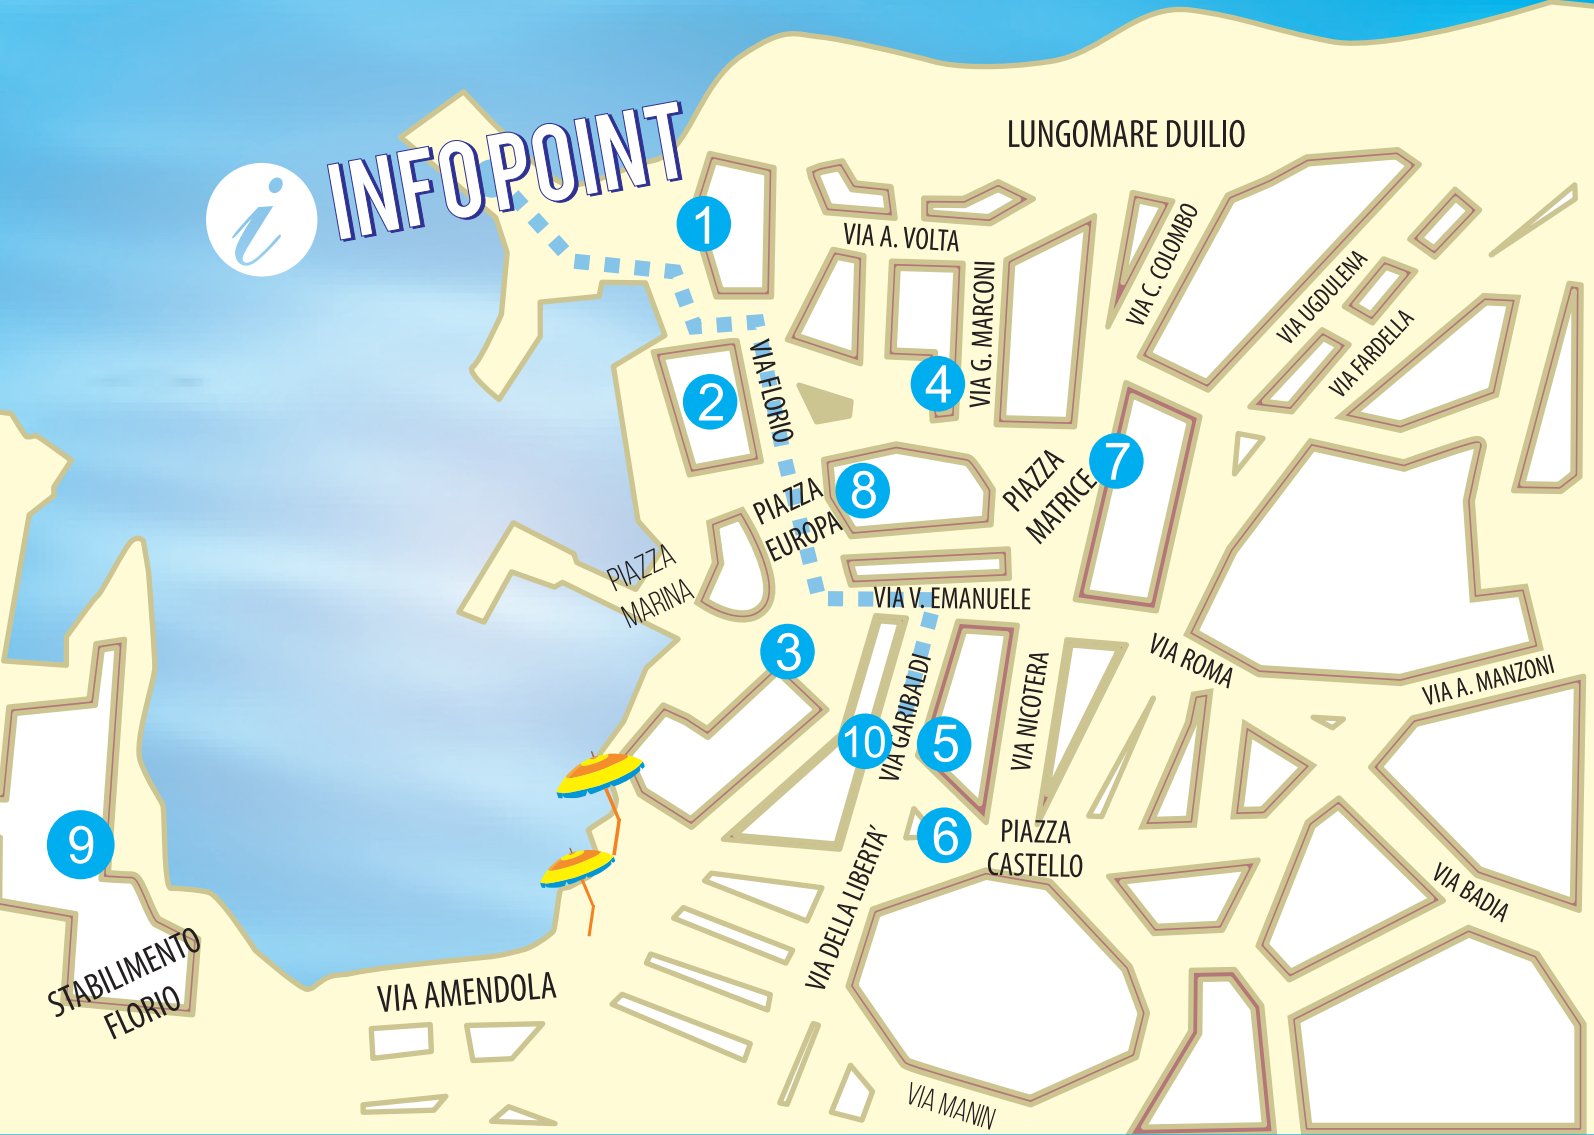 LUNGOMARE DUILIO
i
INFOPOINT
1
VIA A. VOLTA
VIA C. COLOMBO
VIA UGDULENA
VIA FARDELLA
VIA G. MARCONI
VIA FLORIO
2
4
7
8
PIAZZA
MATRICE
PIAZZA
EUROPA
PIAZZA
MARINA
VIA V. EMANUELE
3
VIA ROMA
VIA A. MANZONI
VIA NICOTERA
VIA GARIBALDI
10
5
6
PIAZZA
CASTELLO
9
VIA DELLA LIBERTA'
VIA BADIA
STABILIMENTO
FLORIO
VIA AMENDOLA
VIA MANIN